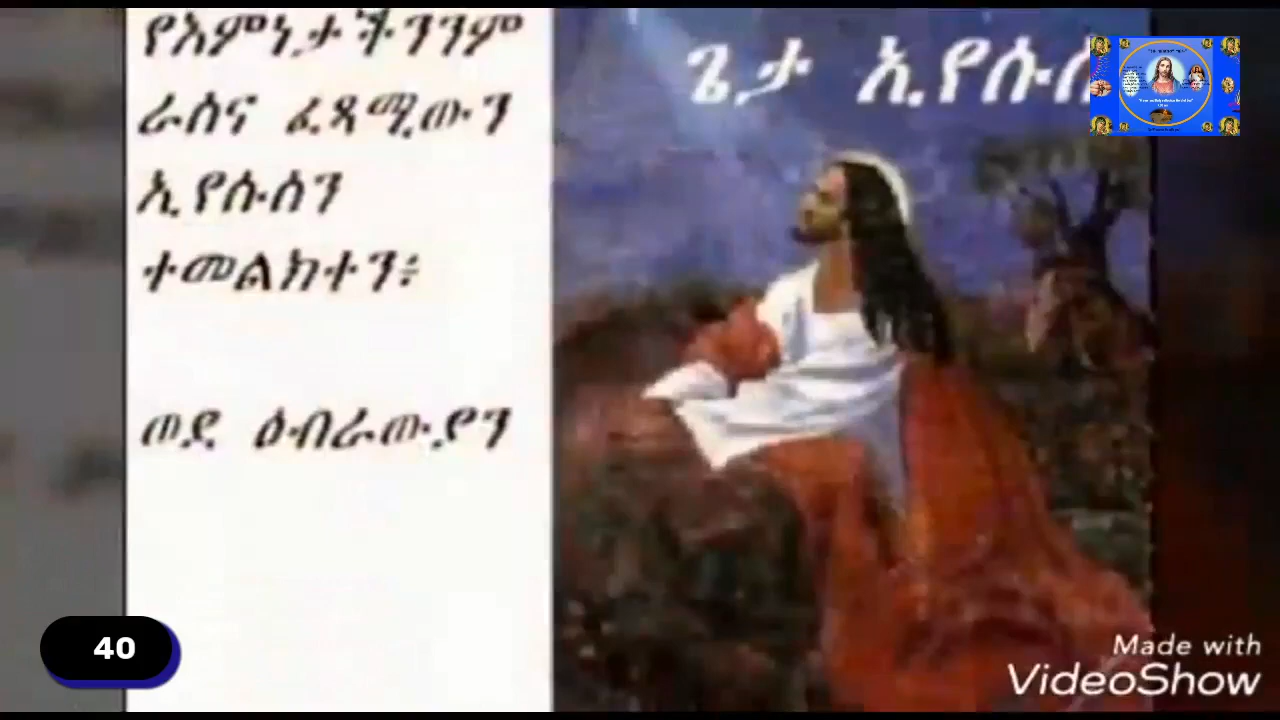 የእምነታችንንም
ራስና ፈጻሚውን
ኢየሱስን
ተመልክተን፥
ወደ ዕብራውያን
ጌታ ኢየሱስ
40
Made with
VideoShow